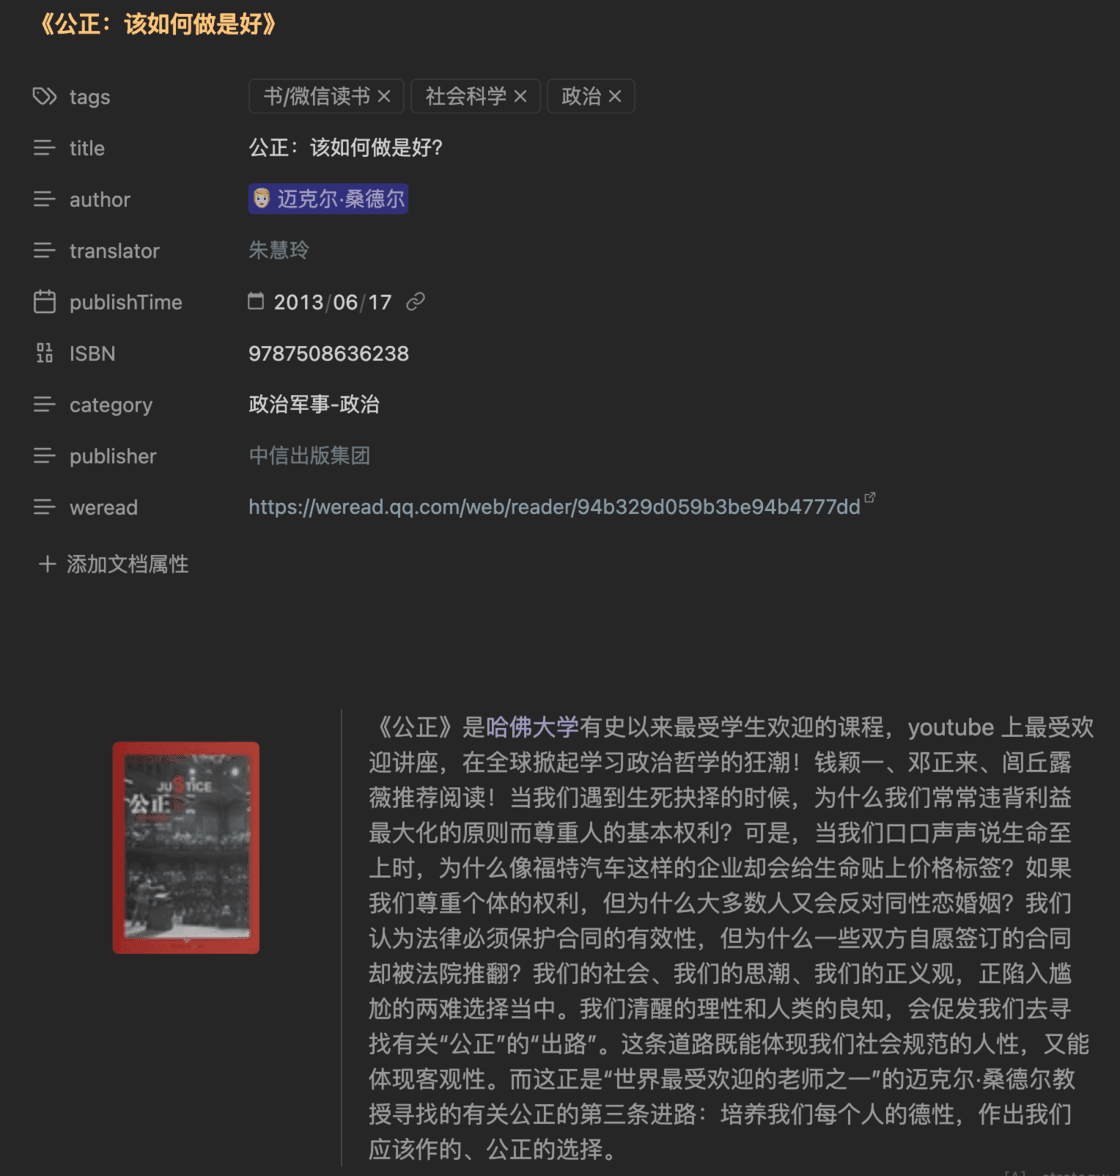 《公正：该如何做是好》
tags 书/微信读书 × 社会科学 × 政治 ×
title 公正：该如何做是好?
author 迈克尔·桑德尔
translator 朱慧玲
publishTime 2013/06/17
ISBN 9787508636238
category 政治军事-政治
publisher 中信出版集团
weread https://weread.qq.com/web/reader/94b329d059b3be94b4777dd
+ 添加文档属性
JUSTICE
公正
《公正》是哈佛大学有史以来最受学生欢迎的课程，youtube 上最受欢
迎讲座，在全球掀起学习政治哲学的狂潮！钱颖一、邓正来、闾丘露
薇推荐阅读！当我们遇到生死抉择的时候，为什么我们常常违背利益
最大化的原则而尊重人的基本权利？可是，当我们口口声声说生命至
上时，为什么像福特汽车这样的企业却会给生命贴上价格标签？如果
我们尊重个体的权利，但为什么大多数人又会反对同性恋婚姻？我们
认为法律必须保护合同的有效性，但为什么一些双方自愿签订的合同
却被法院推翻？我们的社会、我们的思潮、我们的正义观，正陷入尴
尬的两难选择当中。我们清醒的理性和人类的良知，会促发我们去寻
找有关“公正”的“出路”。这条道路既能体现我们社会规范的人性，又能
体现客观性。而这正是“世界最受欢迎的老师之一”的迈克尔·桑德尔教
授寻找的有关公正的第三条进路：培养我们每个人的德性，作出我们
应该作的、公正的选择。